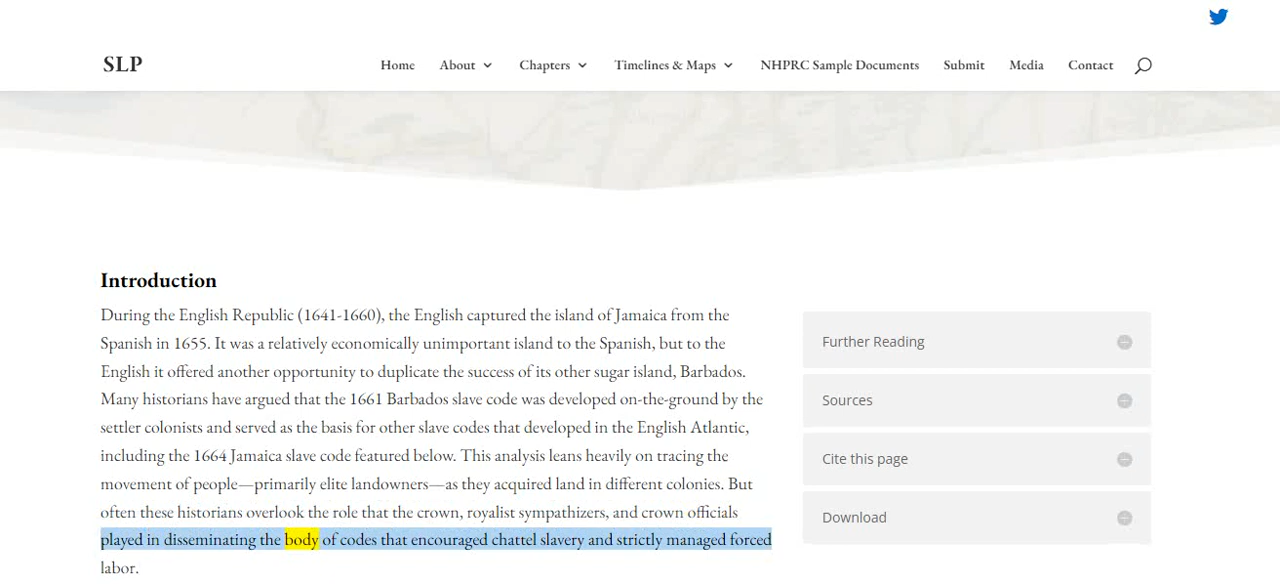 SLP
Home About Chapters Timelines & Maps NHPRC Sample Documents Submit Media Contact
Introduction
During the English Republic (1641-1660), the English captured the island of Jamaica from the
Spanish in 1655. It was a relatively economically unimportant island to the Spanish, but to the
English it offered another opportunity to duplicate the success of its other sugar island, Barbados.
Many historians have argued that the 1661 Barbados slave code was developed on-the-ground by the
settler colonists and served as the basis for other slave codes that developed in the English Atlantic,
including the 1664 Jamaica slave code featured below. This analysis leans heavily on tracing the
movement of people—primarily elite landowners—as they acquired land in different colonies. But
often these historians overlook the role that the crown, royalist sympathizers, and crown officials
played in disseminating the body of codes that encouraged chattel slavery and strictly managed forced
labor.
Further Reading
Sources
Cite this page
Download